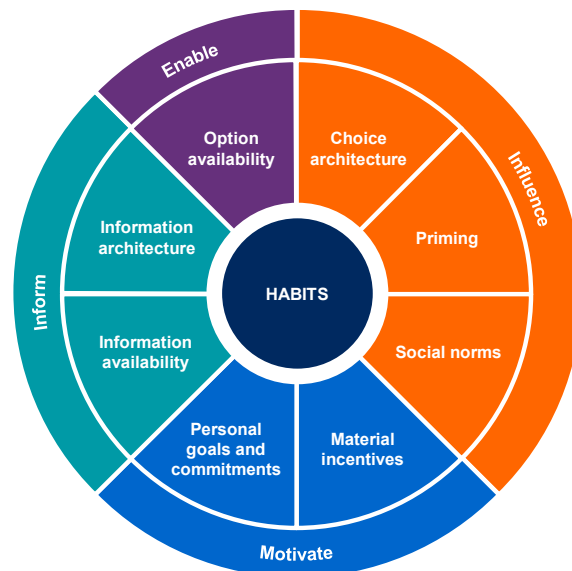 Enable
Option
availability
Choice
architecture
Influence
Information
architecture
Priming
HABITS
Inform
Information
availability
Social norms
Personal
goals and
commitments
Material
incentives
Motivate